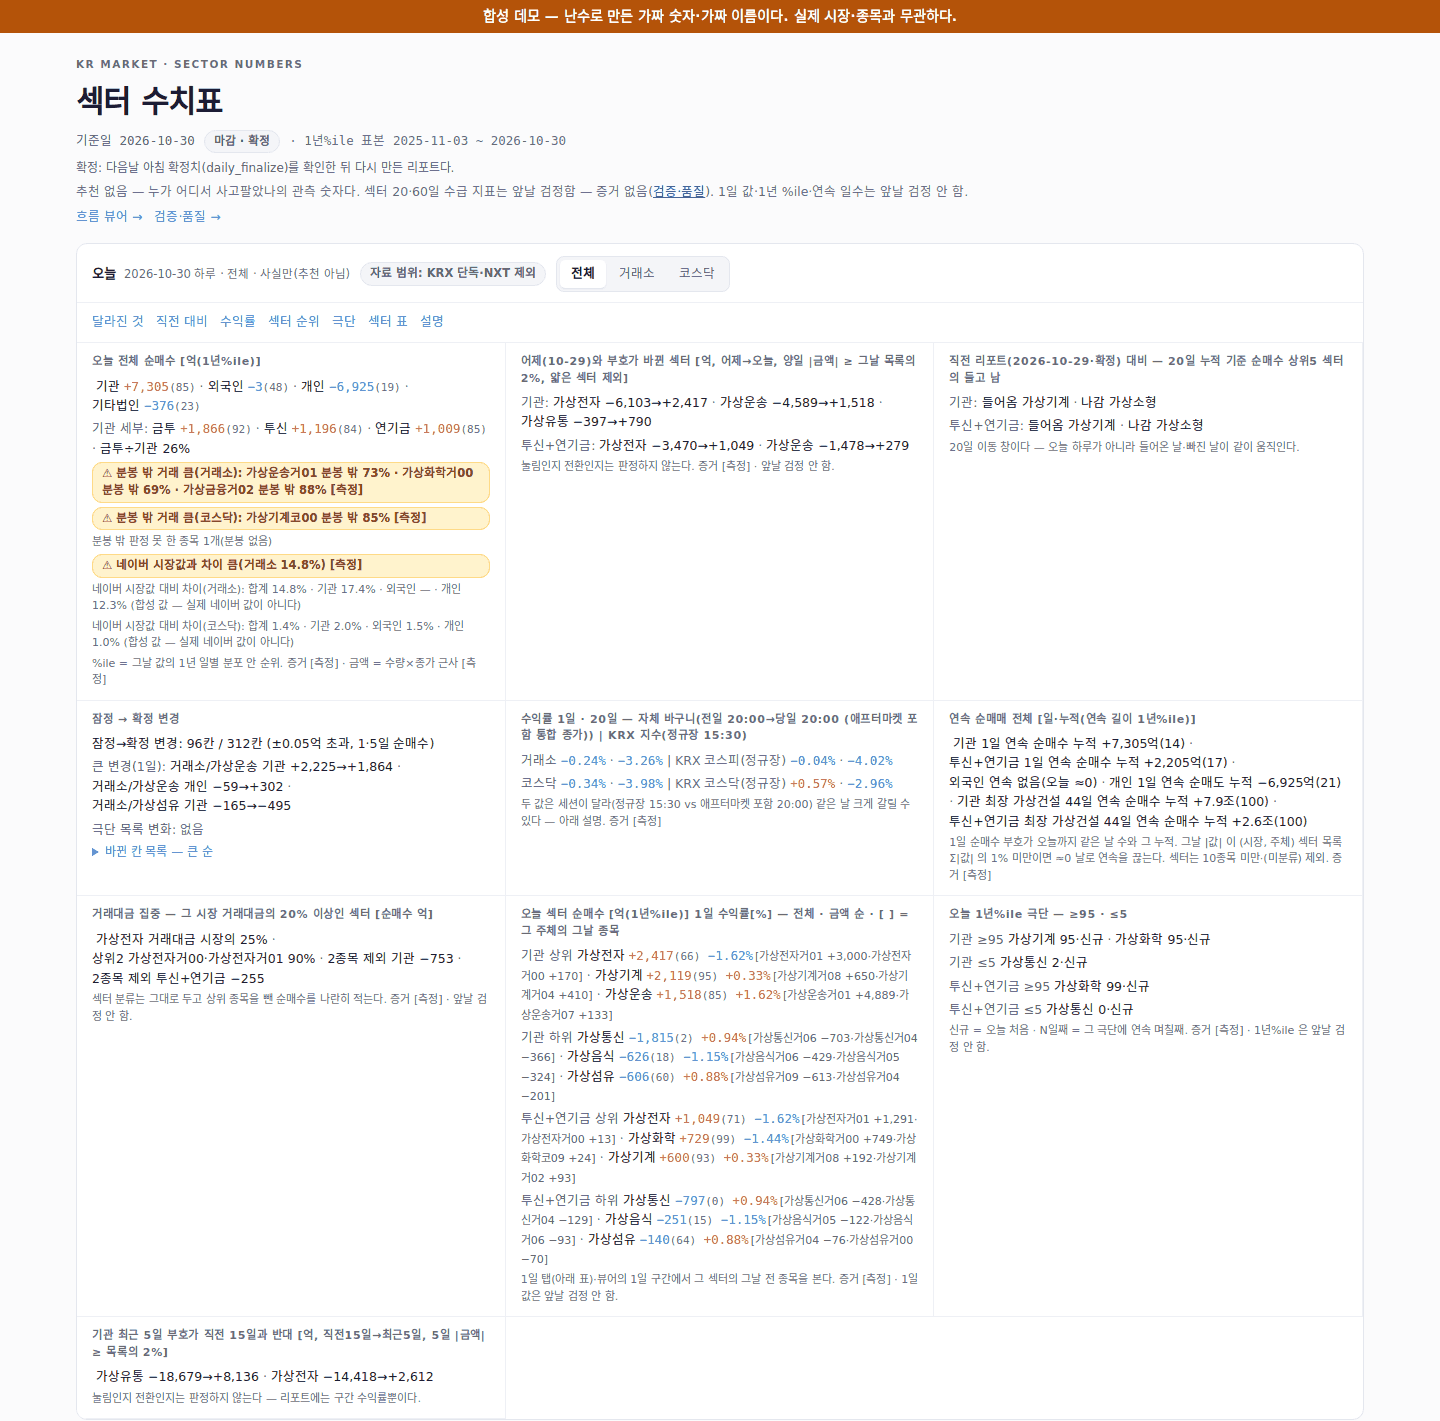 합성 데모 — 난수로 만든 가짜 숫자·가짜 이름이다. 실제 시장·종목과 무관하다.
KR MARKET · SECTOR NUMBERS
섹터 수치표
기준일 2026-10-30 마감·확정 · 1년%ile 표본 2025-11-03 ~ 2026-10-30
확정: 다음날 아침 확정치(daily_finalize)를 확인한 뒤 다시 만든 리포트다.
추천 없음 — 누가 어디서 사고팔았나의 관측 숫자다. 섹터 20·60일 수급 지표는 앞날 검정함 — 증거 없음(검증·품질). 1일 값·1년 %ile·연속 일수는 앞날 검정 안 함.
흐름 뷰어 → 검증·품질 →
오늘 2026-10-30 하루 · 전체 · 사실만(추천 아님) 자료 범위: KRX 단독·NXT 제외 전체 거래소 코스닥
달라진 것 직전 대비 수익률 섹터 순위 극단 섹터 표 설명
오늘 전체 순매수 [억(1년%ile)]
기관 +7,305(85) · 외국인 −3(48) · 개인 −6,925(19) ·
기타법인 −376(23)
기관 세부: 금투 +1,866(92) · 투신 +1,196(84) · 연기금 +1,009(85)
· 금투÷기관 26%
⚠ 분봉 밖 거래 큼(거래소): 가상운송거01 분봉 밖 73% · 가상화학거00
분봉 밖 69% · 가상금융거02 분봉 밖 88% [측정]
⚠ 분봉 밖 거래 큼(코스닥): 가상기계코00 분봉 밖 85% [측정]
분봉 밖 판정 못 한 종목 1개(분봉 없음)
⚠ 네이버 시장값과 차이 큼(거래소 14.8%) [측정]
네이버 시장값 대비 차이(거래소): 합계 14.8% · 기관 17.4% · 외국인 — · 개인
12.3% (합성 값 — 실제 네이버 값이 아니다)
네이버 시장값 대비 차이(코스닥): 합계 1.4% · 기관 2.0% · 외국인 1.5% · 개인
1.0% (합성 값 — 실제 네이버 값이 아니다)
%ile = 그날 값의 1년 일별 분포 안 순위. 증거 [측정] · 금액 = 수량×종가 근사 [측
정]
어제(10-29)와 부호가 바뀐 섹터 [억, 어제→오늘, 양일 |금액| ≥ 그날 목록의
2%, 얇은 섹터 제외]
기관: 가상전자 −6,103→+2,417 · 가상운송 −4,589→+1,518 ·
가상유통 −397→+790
투신+연기금: 가상전자 −3,470→+1,049 · 가상운송 −1,478→+279
눌림인지 전환인지는 판정하지 않는다. 증거 [측정] · 앞날 검정 안 함.
직전 리포트(2026-10-29·확정) 대비 — 20일 누적 기준 순매수 상위5 섹터
의 들고 남
기관: 들어옴 가상기계 · 나감 가상소형
투신+연기금: 들어옴 가상기계 · 나감 가상소형
20일 이동 창이다 — 오늘 하루가 아니라 들어온 날·빠진 날이 같이 움직인다.
잠정 → 확정 변경
잠정→확정 변경: 96칸 / 312칸 (±0.05억 초과, 1·5일 순매수)
큰 변경(1일): 거래소/가상운송 기관 +2,225→+1,864 ·
거래소/가상운송 개인 −59→+302 ·
거래소/가상섬유 기관 −165→−495
극단 목록 변화: 없음
▶ 바뀐 칸 목록 — 큰 순
수익률 1일 · 20일 — 자체 바구니(전일 20:00→당일 20:00 (애프터마켓 포
함 통합 종가)) | KRX 지수(정규장 15:30)
거래소 −0.24% · −3.26% | KRX 코스피(정규장) −0.04% · −4.02%
코스닥 −0.34% · −3.98% | KRX 코스닥(정규장) +0.57% · −2.96%
두 값은 세션이 달라(정규장 15:30 vs 애프터마켓 포함 20:00) 같은 날 크게 갈릴 수
있다 — 아래 설명. 증거 [측정]
연속 순매매 전체 [일·누적(연속 길이 1년%ile)]
기관 1일 연속 순매수 누적 +7,305억(14) ·
투신+연기금 1일 연속 순매수 누적 +2,205억(17) ·
외국인 연속 없음(오늘 ≈0) · 개인 1일 연속 순매도 누적 −6,925억(21)
· 기관 최장 가상건설 44일 연속 순매수 누적 +7.9조(100) ·
투신+연기금 최장 가상건설 44일 연속 순매수 누적 +2.6조(100)
1일 순매수 부호가 오늘까지 같은 날 수와 그 누적. 그날 |값| 이 (시장, 주체) 섹터 목록
Σ|값| 의 1% 미만이면 ≈0 날로 연속을 끊는다. 섹터는 10종목 미만·(미분류) 제외. 증
거 [측정]
거래대금 집중 — 그 시장 거래대금의 20% 이상인 섹터 [순매수 억]
가상전자 거래대금 시장의 25% ·
상위2 가상전자거00·가상전자거01 90% · 2종목 제외 기관 −753 ·
2종목 제외 투신+연기금 −255
섹터 분류는 그대로 두고 상위 종목을 뺀 순매수를 나란히 적는다. 증거 [측정] · 앞날 검
정 안 함.
오늘 섹터 순매수 [억(1년%ile)] 1일 수익률[%] — 전체 · 금액 순 · [ ] =
그 주체의 그날 종목
기관 상위 가상전자 +2,417(66) −1.62%[가상전자거01 +3,000·가상전자
거00 +170] · 가상기계 +2,119(95) +0.33%[가상기계거08 +650·가상기
계거04 +410] · 가상운송 +1,518(85) +1.62%[가상운송거01 +4,889·가
상운송거07 +133]
기관 하위 가상통신 −1,815(2) +0.94%[가상통신거06 −703·가상통신거04
−366] · 가상음식 −626(18) −1.15%[가상음식거06 −429·가상음식거05
−324] · 가상섬유 −606(60) +0.88%[가상섬유거09 −613·가상섬유거04
−201]
투신+연기금 상위 가상전자 +1,049(71) −1.62%[가상전자거01 +1,291·
가상전자거00 +13] · 가상화학 +729(99) −1.44%[가상화학거00 +749·가상
화학코09 +24] · 가상기계 +600(93) +0.33%[가상기계거08 +192·가상기계
거02 +93]
투신+연기금 하위 가상통신 −797(0) +0.94%[가상통신거06 −428·가상통
신거04 −129] · 가상음식 −251(15) −1.15%[가상음식거05 −122·가상음식
거06 −93] · 가상섬유 −140(64) +0.88%[가상섬유거04 −76·가상섬유거00
−70]
1일 탭(아래 표)·뷰어의 1일 구간에서 그 섹터의 그날 전 종목을 본다. 증거 [측정] · 1일
값은 앞날 검정 안 함.
오늘 1년%ile 극단 — ≥95 · ≤5
기관 ≥95 가상기계 95·신규 · 가상화학 95·신규
기관 ≤5 가상통신 2·신규
투신+연기금 ≥95 가상화학 99·신규
투신+연기금 ≤5 가상통신 0·신규
신규 = 오늘 처음 · N일째 = 그 극단에 연속 며칠째. 증거 [측정] · 1년%ile 은 앞날 검
정 안 함.
기관 최근 5일 부호가 직전 15일과 반대 [억, 직전15일→최근5일, 5일 |금액|
≥ 목록의 2%]
가상유통 −18,679→+8,136 · 가상전자 −14,418→+2,612
눌림인지 전환인지는 판정하지 않는다 — 리포트에는 구간 수익률뿐이다.